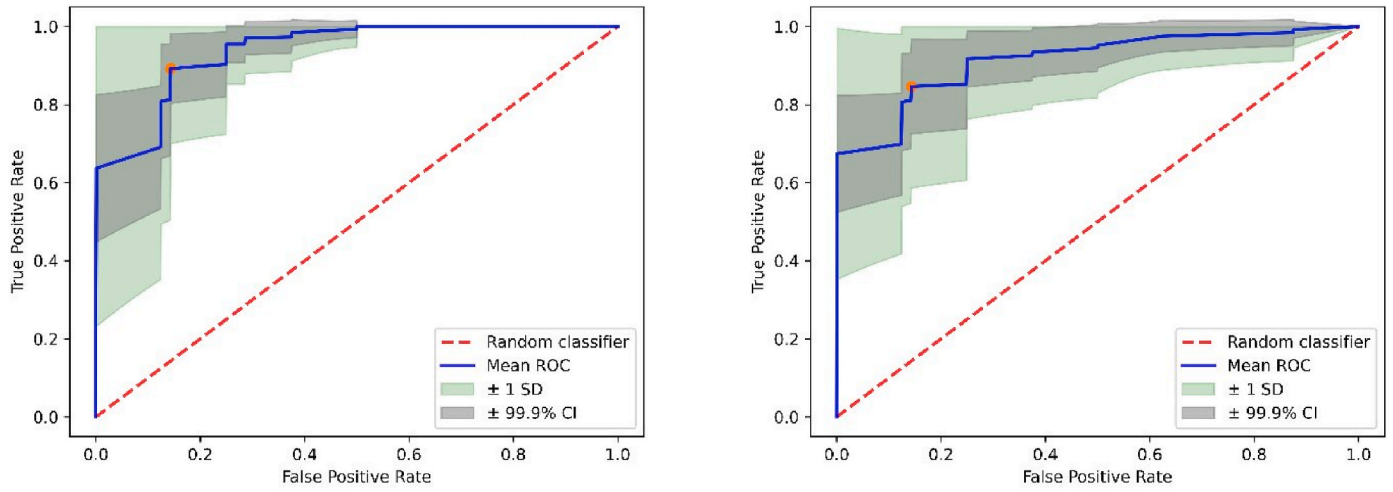 1.0
0.8
0.6
0.4
0.2
0.0
True Positive Rate
Random classifier
Mean ROC
± 1 SD
± 99.9% CI
0.0 0.2 0.4 0.6 0.8 1.0
False Positive Rate
1.0
0.8
0.6
0.4
0.2
0.0
True Positive Rate
Random classifier
Mean ROC
± 1 SD
± 99.9% CI
0.0 0.2 0.4 0.6 0.8 1.0
False Positive Rate